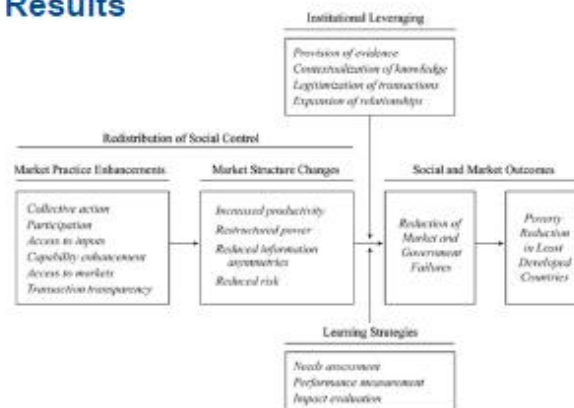 Results
Institutional Leveraging
Provision of evidence
Contextualization of knowledge
Legitimization of transactions
Expansion of relationships
Redistribution of Social Control
Market Practice Enhancements
Collective action
Participation
Access to inputs
Capability enhancement
Access to markets
Transaction transparency
Market Structure Changes
Increased productivity
Restructured power
Reduced information
asymmetries
Reduced risk
Social and Market Outcomes
Reduction of
Market and
Government
Failures
Poverty
Reduction
in Least
Developed
Countries
Learning Strategies
Needs assessment
Performance measurement
Impact evaluation